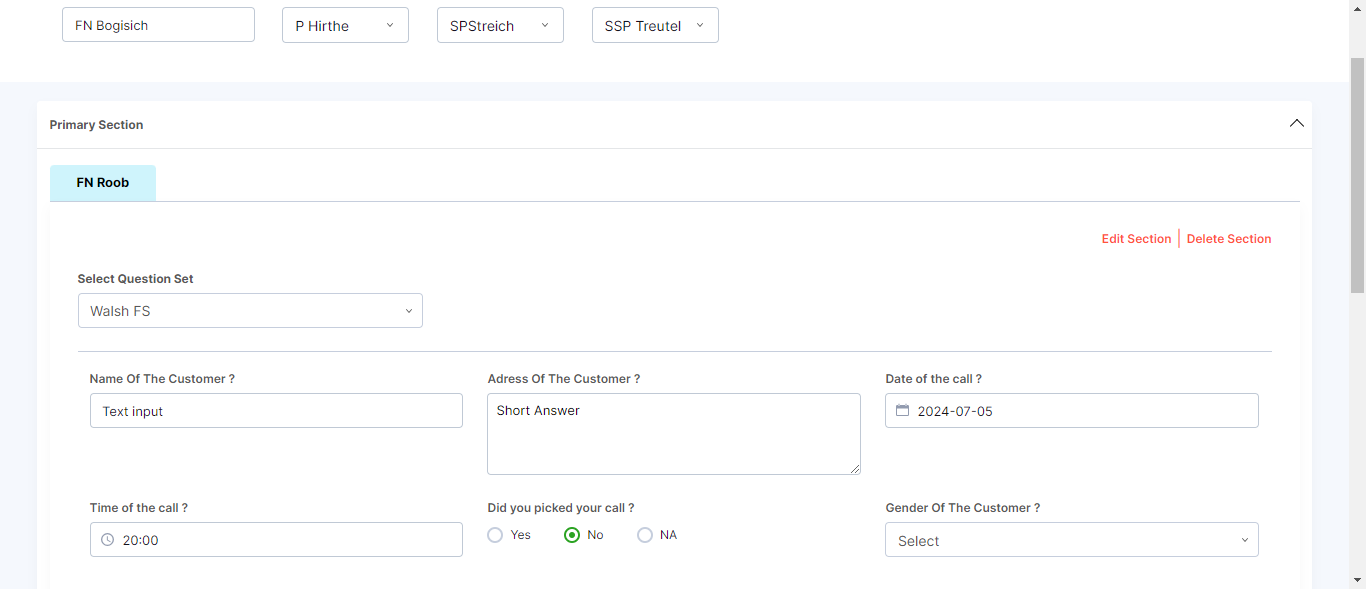 FN Bogisich P Hirthe SPStreich SSP Treutel
Primary Section
FN Roob
Edit Section Delete Section
Select Question Set
Walsh FS
Name Of The Customer ? Adress Of The Customer ? Date of the call ?
Text input Short Answer 2024-07-05
Time of the call ? Did you picked your call ? Gender Of The Customer ?
20:00 Yes No NA Select